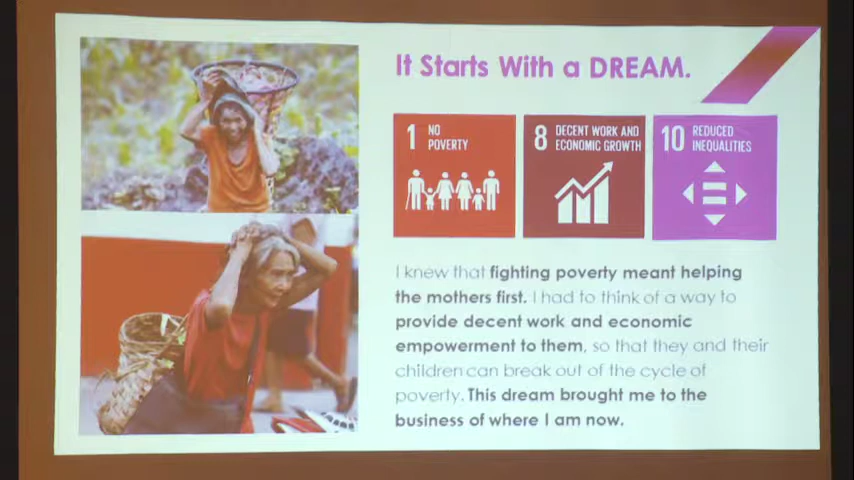 It Starts With a DREAM.
1 NO POVERTY
8 DECENT WORK AND ECONOMIC GROWTH
10 REDUCED INEQUALITIES
I knew that fighting poverty meant helping
the mothers first. I had to think of a way to
provide decent work and economic
empowerment to them, so that they and their
children can break out of the cycle of
poverty. This dream brought me to the
business of where I am now.